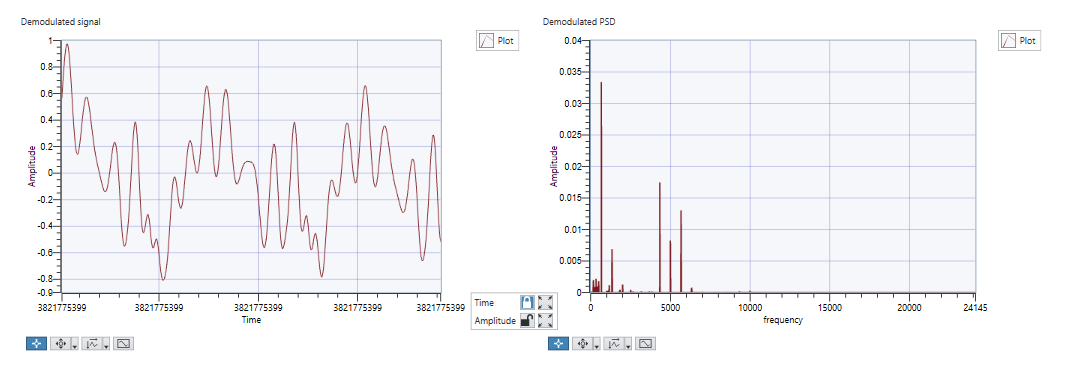 Demodulated signal
Plot
1
0.8
0.6
0.4
0.2
0
-0.2
-0.4
-0.6
-0.8
-0.9
Amplitude
3821775399 3821775399 3821775399 3821775399 3821775399
Time
Time
Amplitude
Demodulated PSD
Plot
0.04
0.035
0.03
0.025
0.02
0.015
0.01
0.005
0
Amplitude
0 5000 10000 15000 20000 24145
frequency